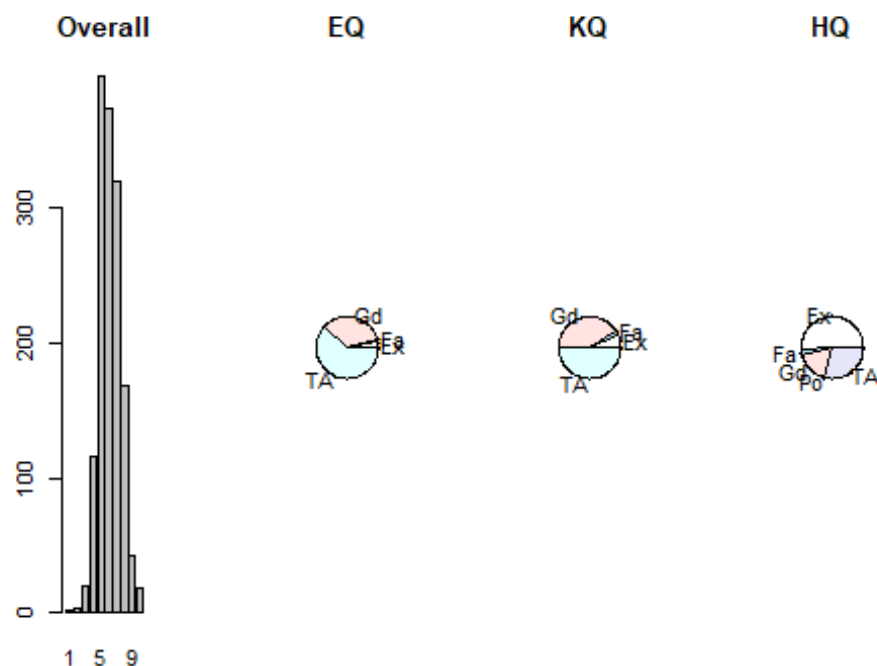 Overall
EQ
KQ
HQ
300
200
100
0
1 5 9
Gd
Fa
Ex
TA
Gd
Fa
Ex
TA
Ex
Fa
Gd
Po
TA